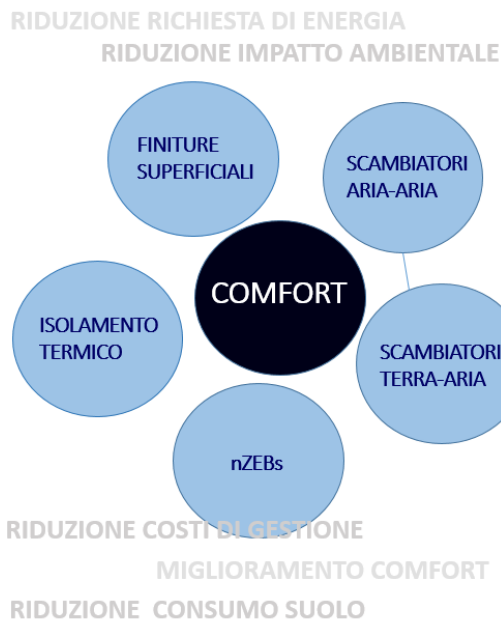 RIDUZIONE RICHIESTA DI ENERGIA
RIDUZIONE IMPATTO AMBIENTALE
FINITURE
SUPERFICIALI
SCAMBIATORI
ARIA-ARIA
COMFORT
ISOLAMENTO
TERMICO
SCAMBIATORI
TERRA-ARIA
nZEBs
RIDUZIONE COSTI DI GESTIONE
MIGLIORAMENTO COMFORT
RIDUZIONE CONSUMO SUOLO